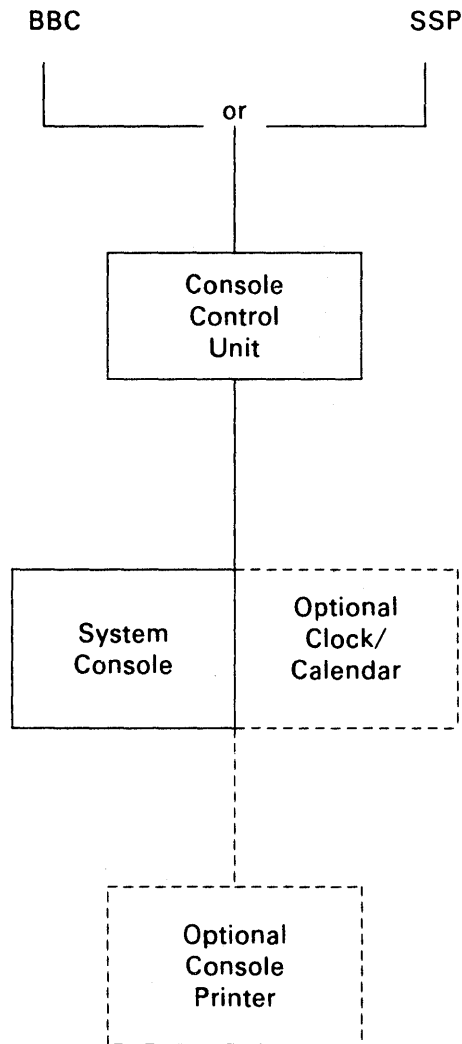 BBC
SSP
or
Console
Control
Unit
System
Console
Optional
Clock/
Calendar
Optional
Console
Printer